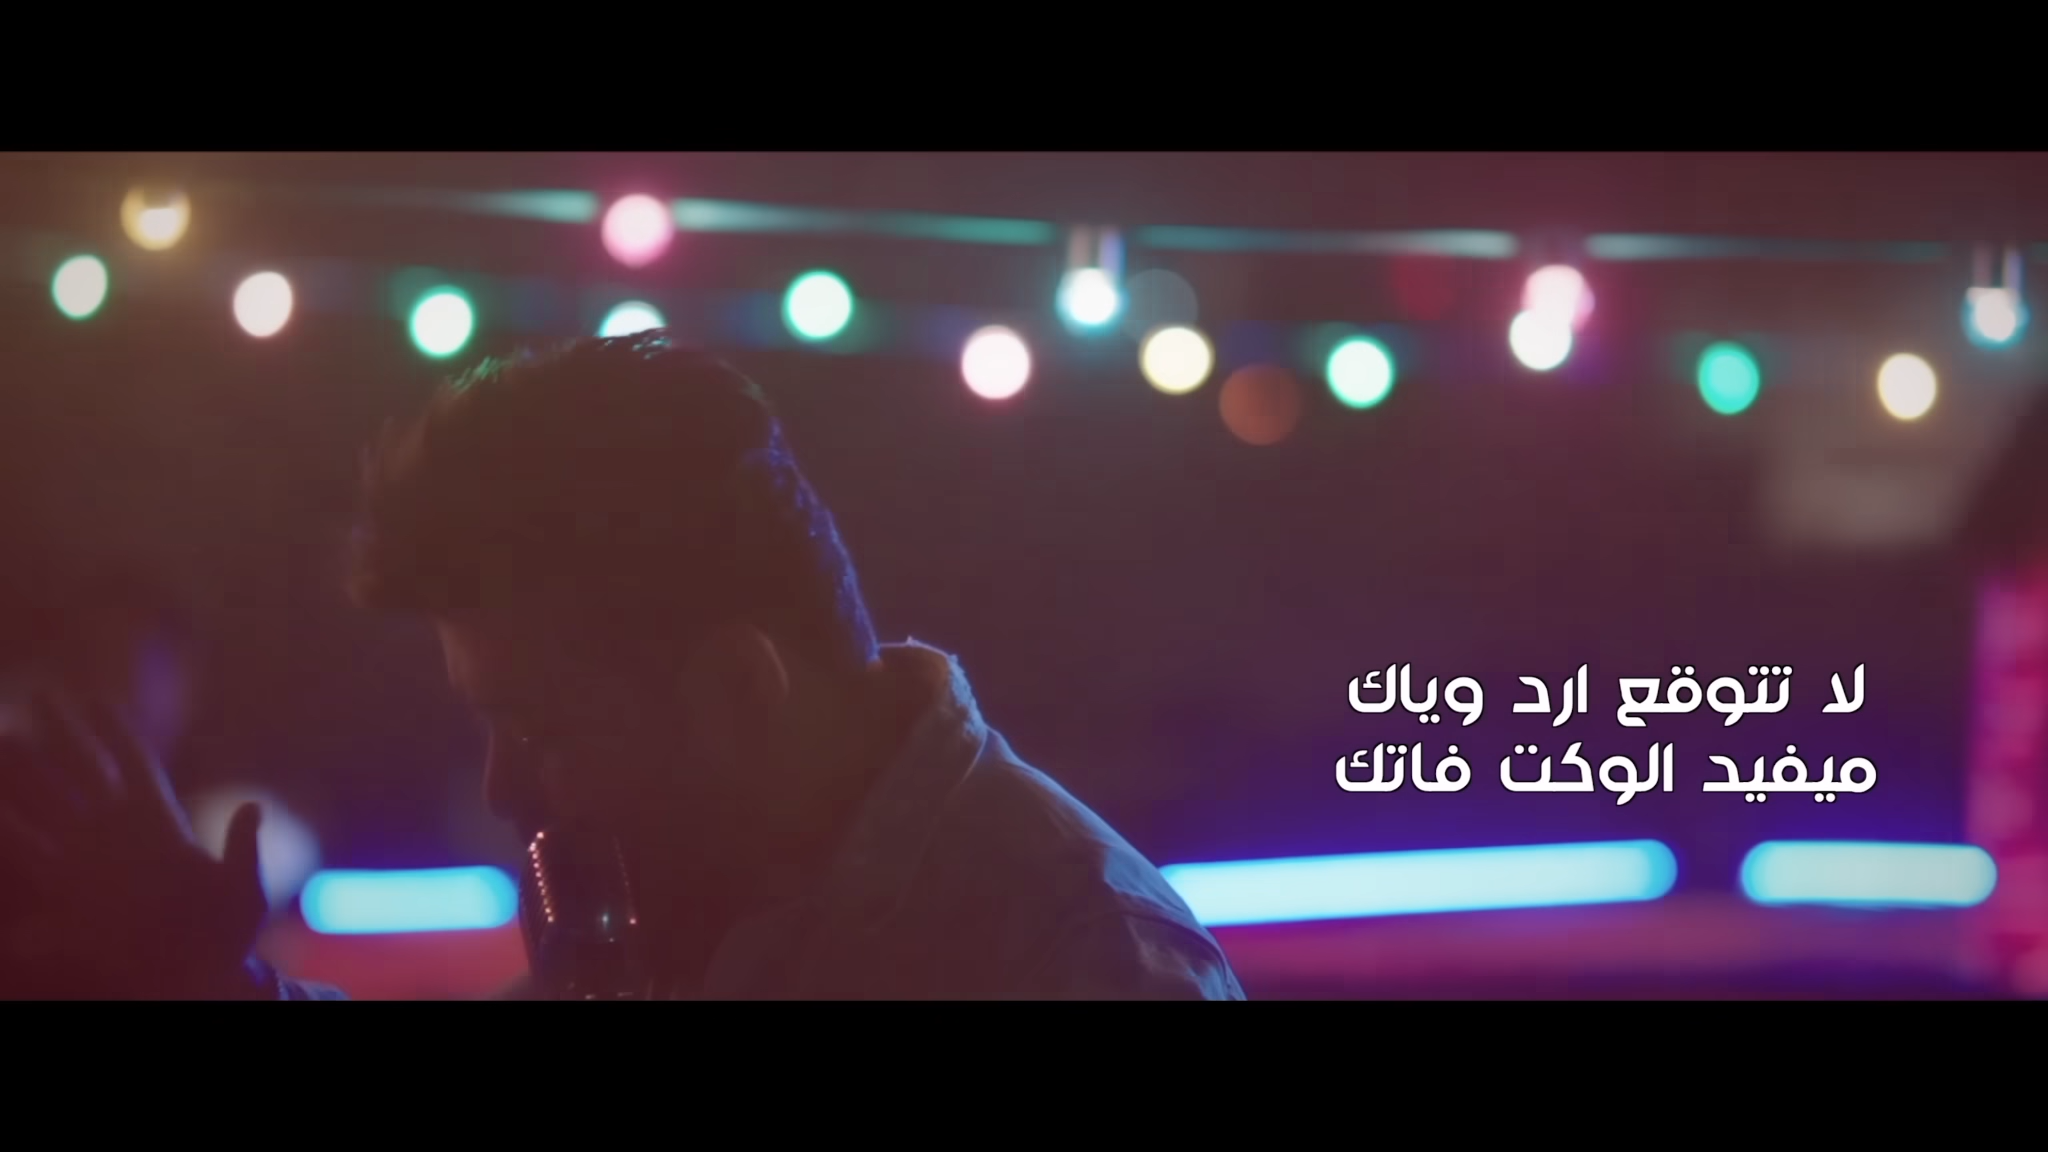 لا تتوقع ارد وياك
ميفيد الوكت فاتك